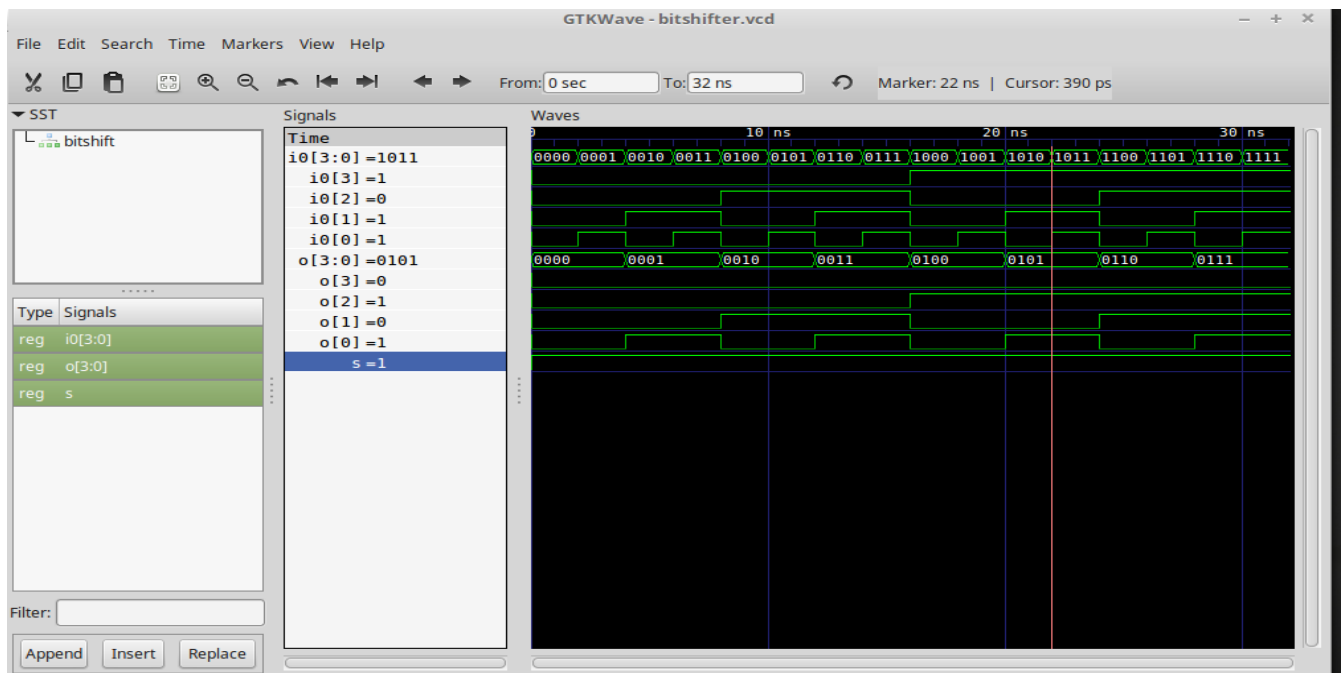 GTKWave - bitshifter.vcd
File Edit Search Time Markers View Help
From: 0 sec To: 32 ns Marker: 22 ns | Cursor: 390 ps
SST
bitshift
Type Signals
reg i0[3:0]
reg o[3:0]
reg s
Filter:
Append Insert Replace
Signals
Time
i0[3:0] =1011
i0[3] =1
i0[2] =0
i0[1] =1
i0[0] =1
o[3:0] =0101
o[3] =0
o[2] =1
o[1] =0
o[0] =1
s =1
Waves
0 10 ns 20 ns 30 ns
0000 0001 0010 0011 0100 0101 0110 0111 1000 1001 1010 1011 1100 1101 1110 1111
0000 0001 0010 0011 0100 0101 0110 0111